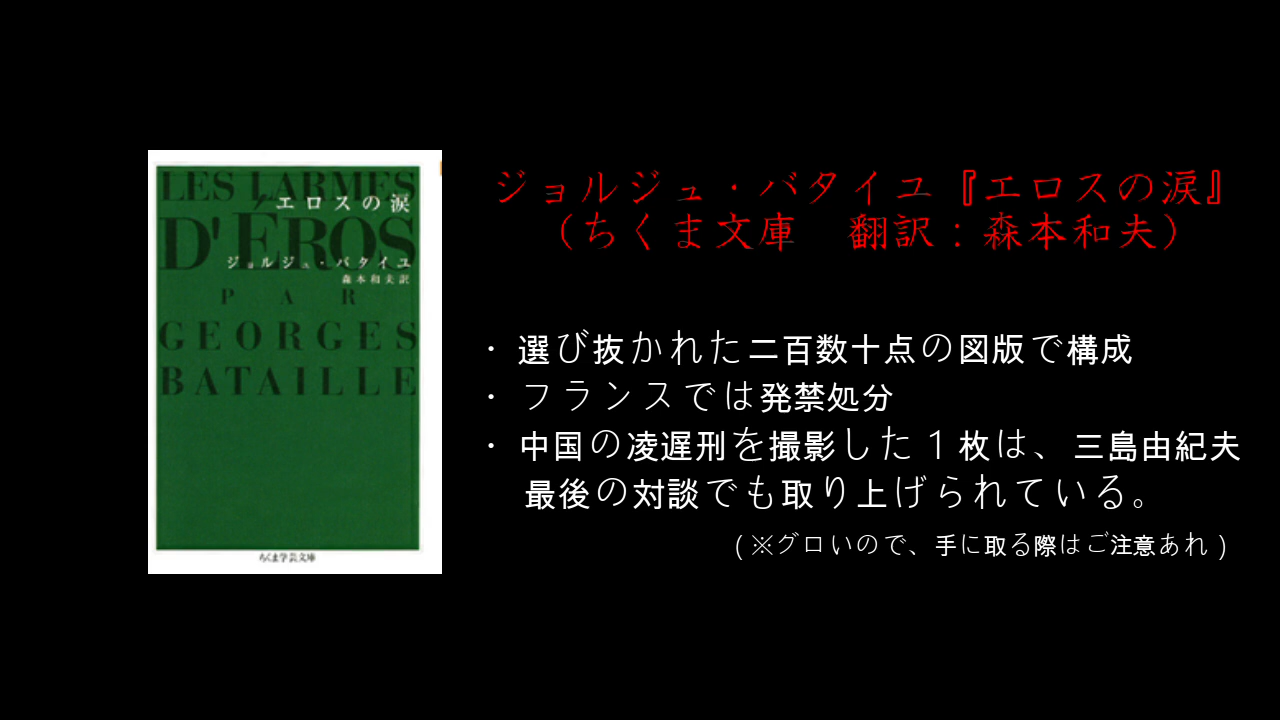 LES LARMES
エロスの涙
D'ÉROS
ジョルジュ・バタイユ
森本和夫訳
PAR
GEORGES
BATAILLE
ちくま学芸文庫
ジョルジュ・バタイユ『エロスの涙』
（ちくま文庫　翻訳：森本和夫）
・選び抜かれた二百数十点の図版で構成
・フランスでは発禁処分
・中国の凌遅刑を撮影した１枚は、三島由紀夫
最後の対談でも取り上げられている。
(※グロいので、手に取る際はご注意あれ)